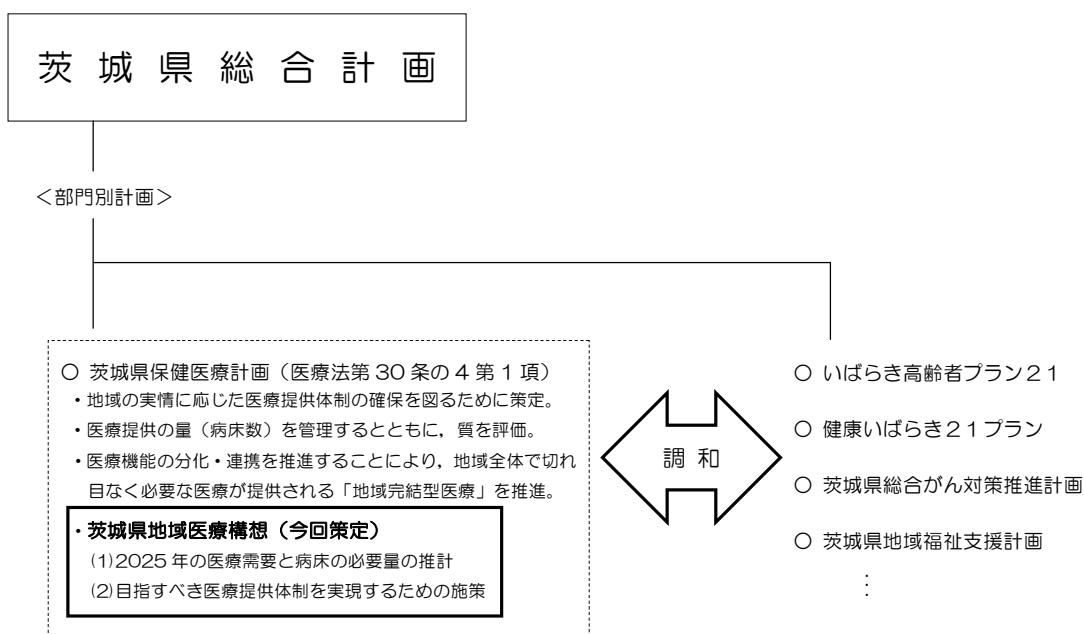 茨城県総合計画
＜部門別計画＞
○ 茨城県保健医療計画（医療法第30条の4第1項）
・地域の実情に応じた医療提供体制の確保を図るために策定。
・医療提供の量（病床数）を管理するとともに，質を評価。
・医療機能の分化・連携を推進することにより，地域全体で切れ
目なく必要な医療が提供される「地域完結型医療」を推進。
・茨城県地域医療構想（今回策定）
(1)2025年の医療需要と病床の必要量の推計
(2)目指すべき医療提供体制を実現するための施策
調 和
○ いばらき高齢者プラン２１
○ 健康いばらき２１プラン
○ 茨城県総合がん対策推進計画
○ 茨城県地域福祉支援計画
⋮